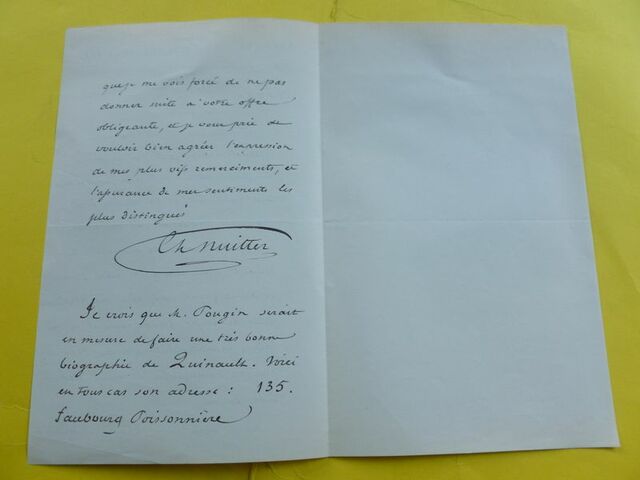 que je me vois forcé de ne pas
donner suite à votre offre
obligeante, et je vous prie de
vouloir bien agréer l'expression
de mes plus vifs remerciments, et
l'assurance de mes sentiments les
plus distingués
Ch Nuitter
Je crois que M. Pougin serait
en mesure de faire une très bonne
biographie de Quinault. Voici
en tous cas son adresse : 135.
faubourg Poissonnière